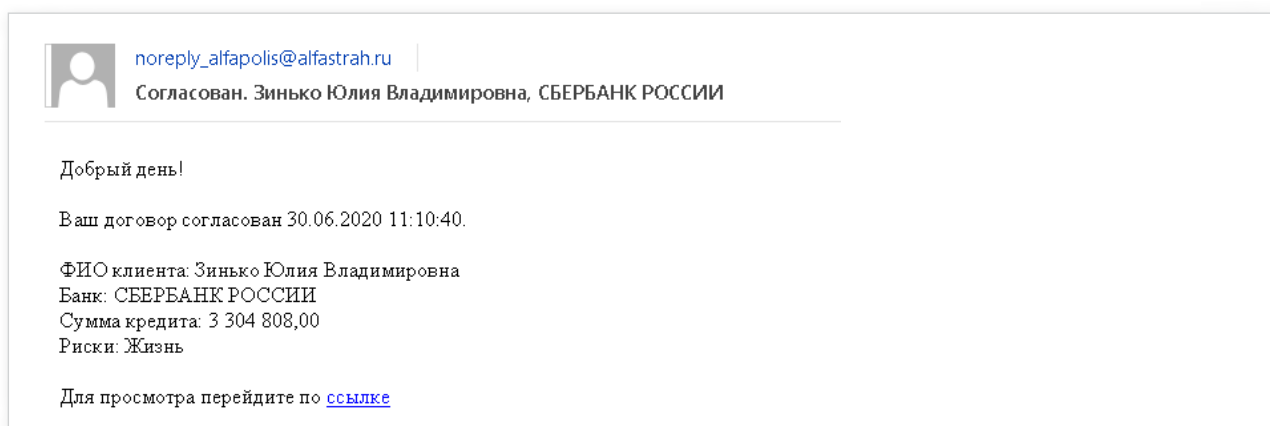 noreply_alfapolis@alfastrah.ru
Согласован. Зинько Юлия Владимировна, СБЕРБАНК РОССИИ
Добрый день!
Ваш договор согласован 30.06.2020 11:10:40.
ФИО клиента: Зинько Юлия Владимировна
Банк: СБЕРБАНК РОССИИ
Сумма кредита: 3 304 808,00
Риски: Жизнь
Для просмотра перейдите по ссылке